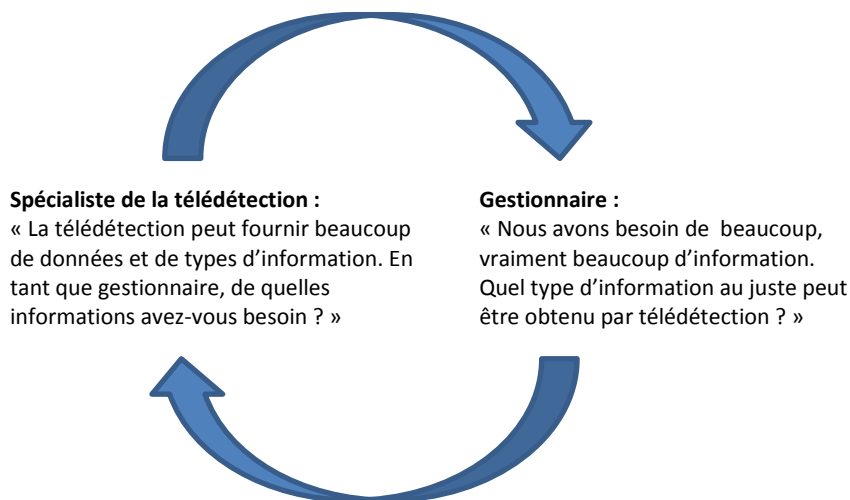 Spécialiste de la télédétection :
« La télédétection peut fournir beaucoup
de données et de types d’information. En
tant que gestionnaire, de quelles
informations avez-vous besoin ? »
Gestionnaire :
« Nous avons besoin de  beaucoup,
vraiment beaucoup d’information.
Quel type d’information au juste peut
être obtenu par télédétection ? »